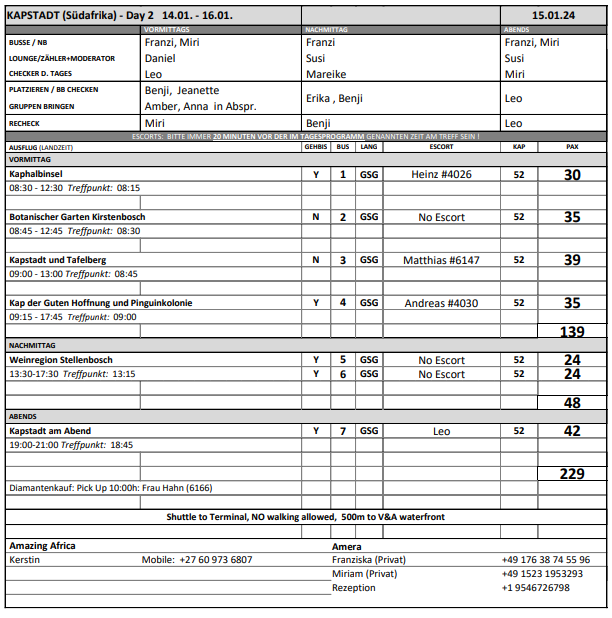 KAPSTADT (Südafrika) - Day 2 14.01. - 16.01. 15.01.24
VORMITTAGS NACHMITTAG ABENDS
BUSSE / NB Franzi, Miri Franzi Franzi, Miri
LOUNGE/ZÄHLER+MODERATOR Daniel Susi Susi
CHECKER D. TAGES Leo Mareike Miri
PLATZIEREN / BB CHECKEN Benji, Jeanette
GRUPPEN BRINGEN Amber, Anna in Abspr. Erika , Benji Leo
RECHECK Miri Benji Leo
ESCORTS: BITTE IMMER 20 MINUTEN VOR DER IM TAGESPROGRAMM GENANNTEN ZEIT AM TREFF SEIN !
AUSFLUG (LANDZEIT) GEHBIS BUS LANG ESCORT KAP PAX
VORMITTAG
Kaphalbinsel Y 1 GSG Heinz #4026 52 30
08:30 - 12:30 Treffpunkt: 08:15
Botanischer Garten Kirstenbosch N 2 GSG No Escort 52 35
08:45 - 12:45 Treffpunkt: 08:30
Kapstadt und Tafelberg N 3 GSG Matthias #6147 52 39
09:00 - 13:00 Treffpunkt: 08:45
Kap der Guten Hoffnung und Pinguinkolonie Y 4 GSG Andreas #4030 52 35
09:15 - 17:45 Treffpunkt: 09:00
139
NACHMITTAG
Weinregion Stellenbosch Y 5 GSG No Escort 52 24
13:30-17:30 Treffpunkt: 13:15 Y 6 GSG No Escort 52 24
48
ABENDS
Kapstadt am Abend Y 7 GSG Leo 52 42
19:00-21:00 Treffpunkt: 18:45
229
Diamantenkauf: Pick Up 10:00h: Frau Hahn (6166)
Shuttle to Terminal, NO walking allowed, 500m to V&A waterfront
Amazing Africa Amera
Kerstin Mobile: +27 60 973 6807 Franziska (Privat) +49 176 38 74 55 96
Miriam (Privat) +49 1523 1953293
Rezeption +1 9546726798